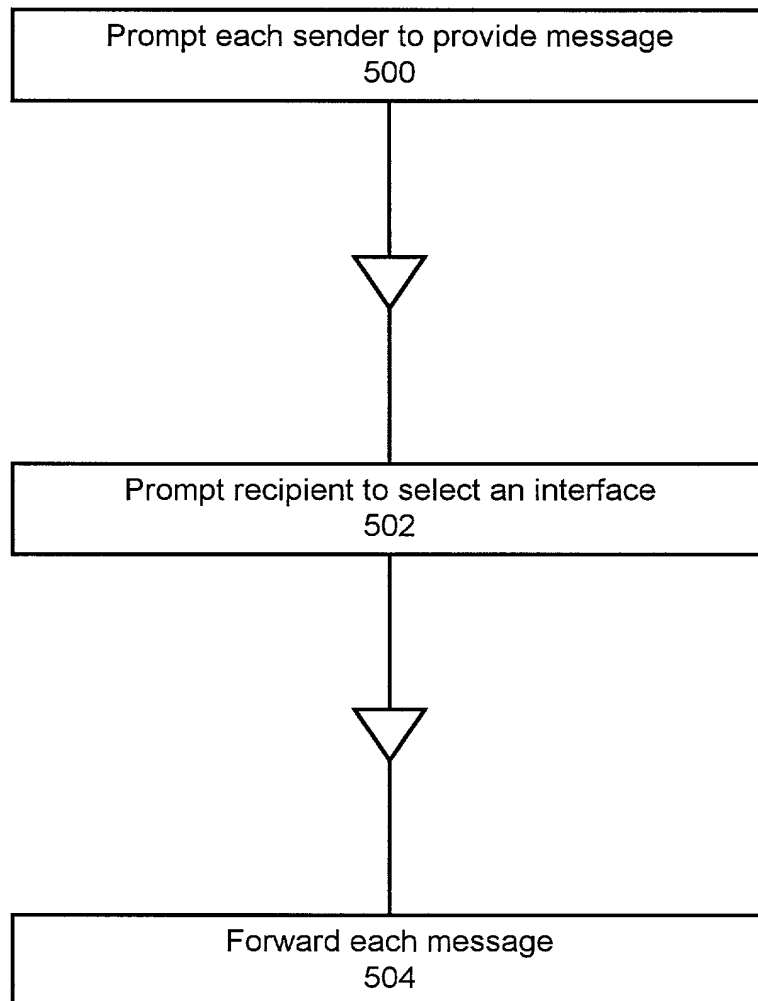 Prompt each sender to provide message
500
Prompt recipient to select an interface
502
Forward each message
504